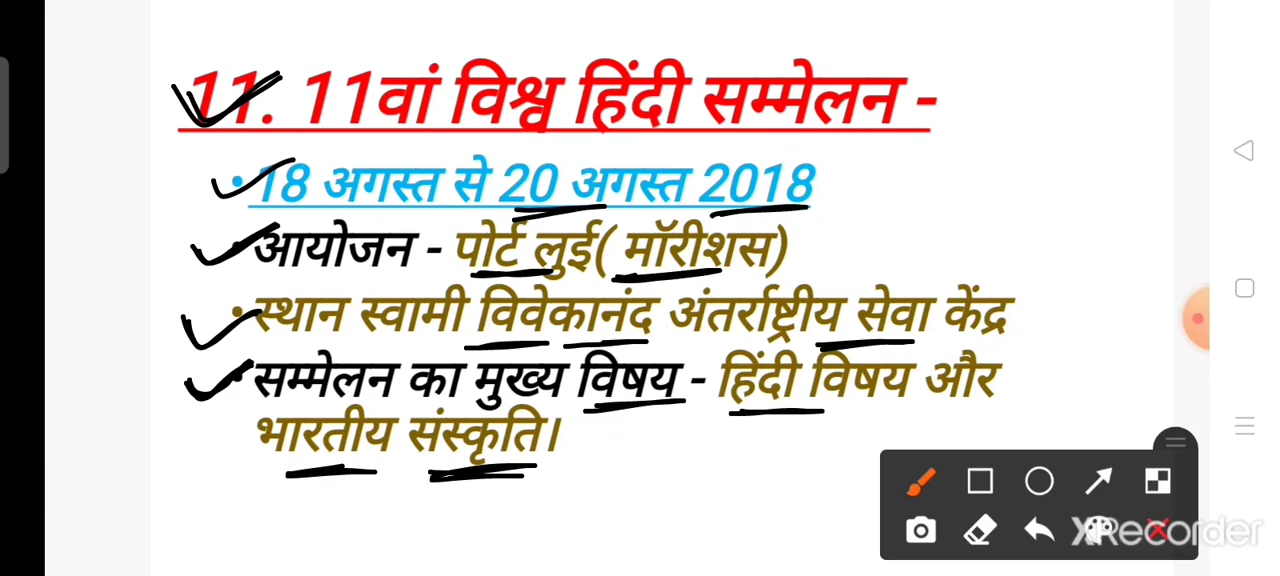 11. 11वां विश्व हिंदी सम्मेलन -
• 18 अगस्त से 20 अगस्त 2018
• आयोजन - पोर्ट लुई( मॉरीशस)
• स्थान स्वामी विवेकानंद अंतर्राष्ट्रीय सेवा केंद्र
• सम्मेलन का मुख्य विषय - हिंदी विषय और
भारतीय संस्कृति।
XRecorder